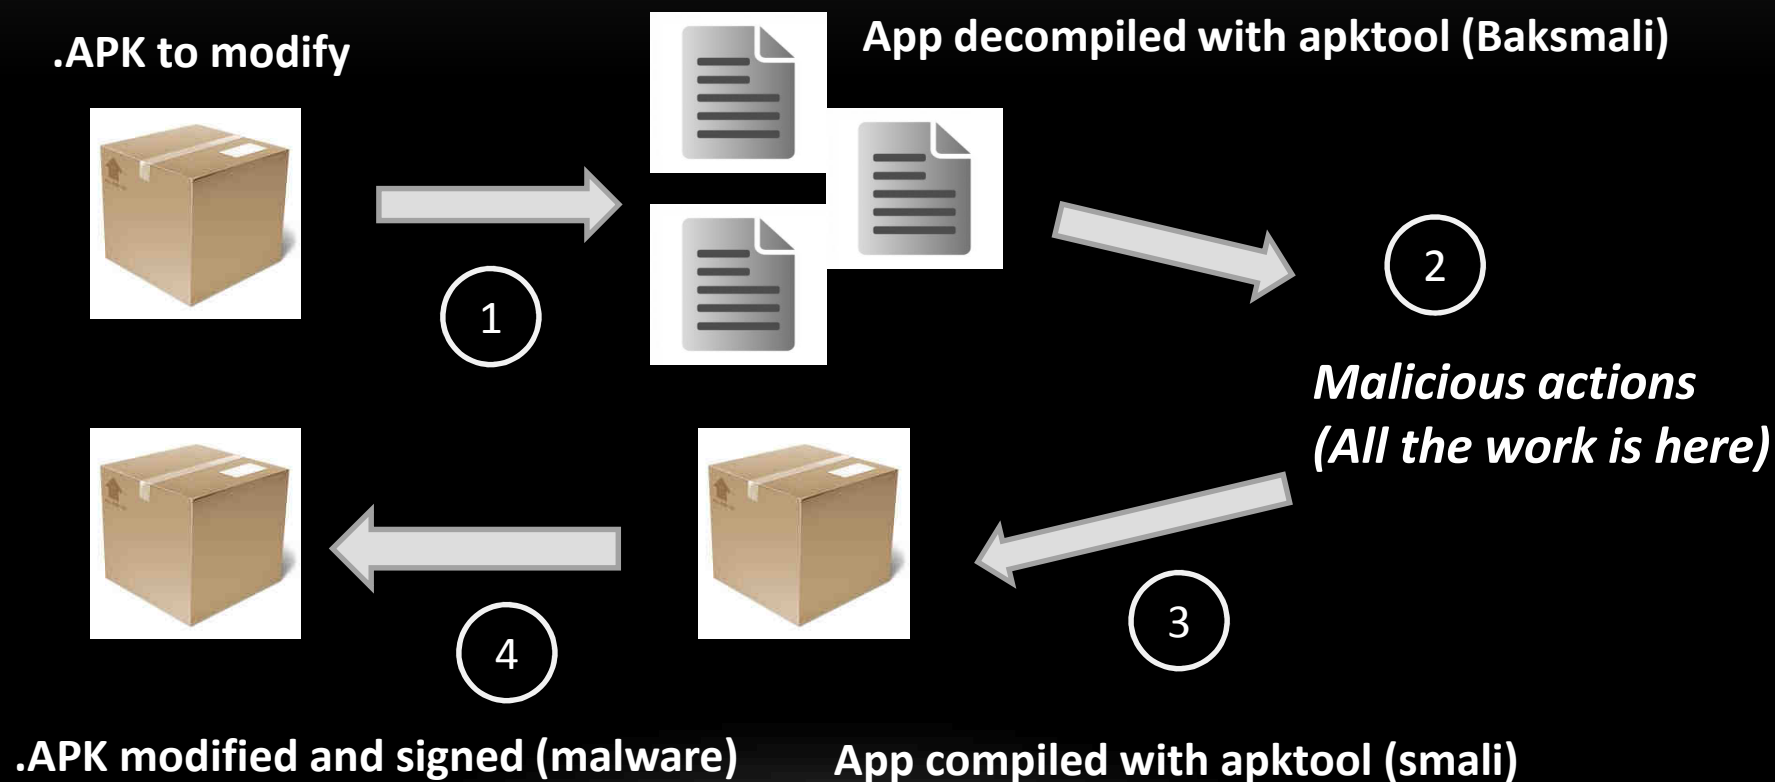 .APK to modify
App decompiled with apktool (Baksmali)
1
2
Malicious actions
(All the work is here)
3
4
.APK modified and signed (malware)
App compiled with apktool (smali)